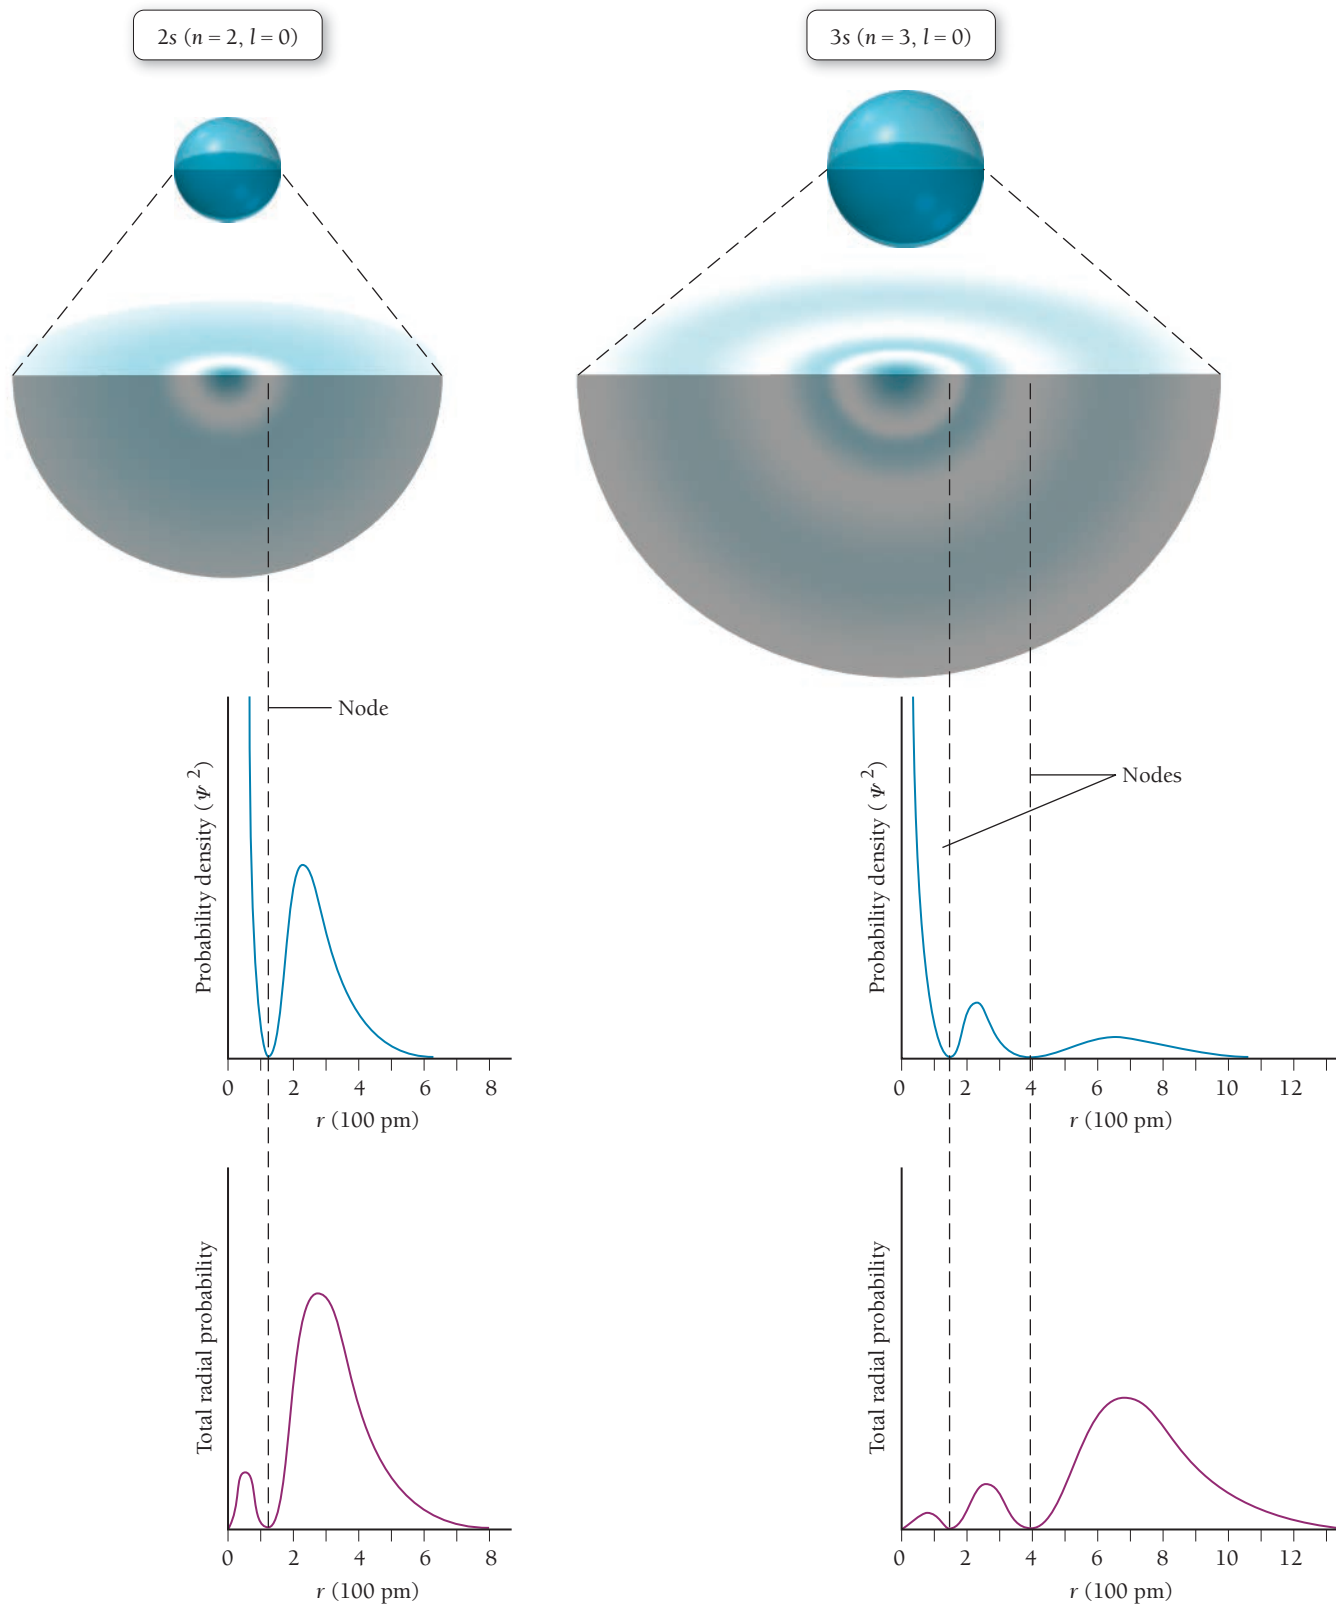 2s (n = 2, l = 0)
3s (n = 3, l = 0)
Node
Probability density (Ψ²)
0 2 4 6 8
r (100 pm)
Nodes
Probability density (Ψ²)
0 2 4 6 8 10 12
r (100 pm)
Total radial probability
0 2 4 6 8
r (100 pm)
Total radial probability
0 2 4 6 8 10 12
r (100 pm)